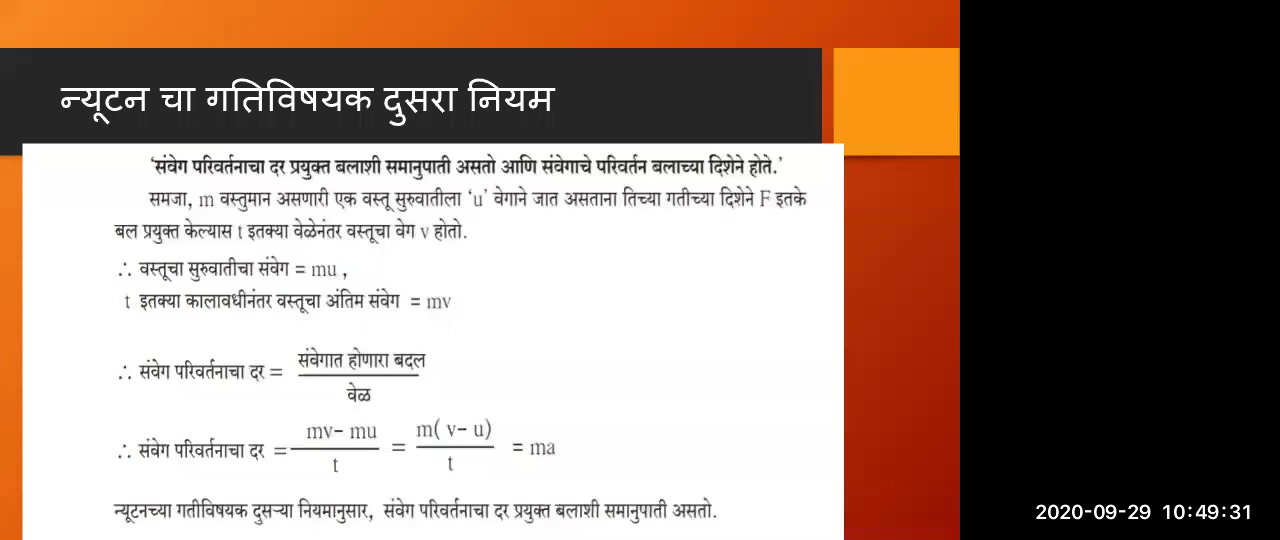 न्यूटन चा गतिविषयक दुसरा नियम
'संवेग परिवर्तनाचा दर प्रयुक्त बलाशी समानुपाती असतो आणि संवेगाचे परिवर्तन बलाच्या दिशेने होते.'
समजा, m वस्तुमान असणारी एक वस्तू सुरुवातीला 'u' वेगाने जात असताना तिच्या गतीच्या दिशेने F इतके
बल प्रयुक्त केल्यास t इतक्या वेळेनंतर वस्तूचा वेग v होतो.
∴ वस्तूचा सुरुवातीचा संवेग = mu ,
t इतक्या कालावधीनंतर वस्तूचा अंतिम संवेग = mv
∴ संवेग परिवर्तनाचा दर = संवेगात होणारा बदल / वेळ
∴ संवेग परिवर्तनाचा दर = mv- mu / t = m( v- u) / t = ma
न्यूटनच्या गतीविषयक दुसऱ्या नियमानुसार, संवेग परिवर्तनाचा दर प्रयुक्त बलाशी समानुपाती असतो.
2020-09-29 10:49:31